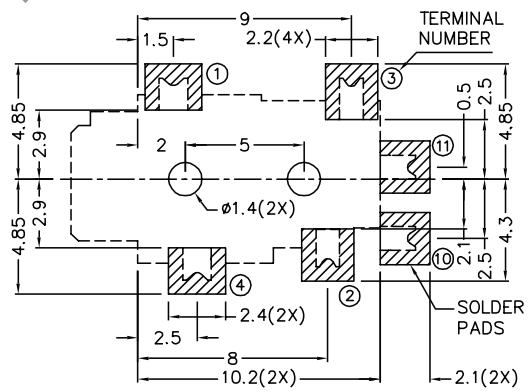 9
TERMINAL
NUMBER
1.5
2.2(4X)
1
3
4.85
2.9
0.5
2.5
4.85
2
5
11
ø1.4(2X)
4.85
2.9
2.1
2.5
4.3
10
4
2
2.4(2X)
SOLDER
PADS
2.5
8
10.2(2X)
2.1(2X)